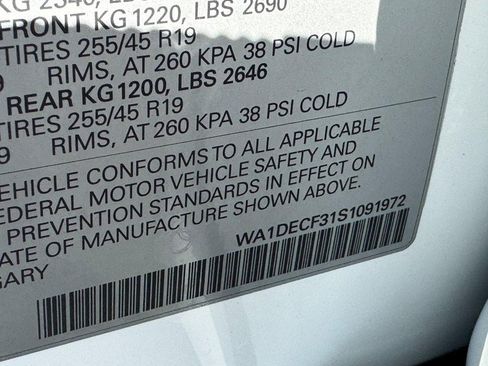 FRONT KG 1220, LBS 2690
TIRES 255/45 R19
RIMS, AT 260 KPA 38 PSI COLD
REAR KG 1200, LBS 2646
TIRES 255/45 R19
RIMS, AT 260 KPA 38 PSI COLD
VEHICLE CONFORMS TO ALL APPLICABLE
FEDERAL MOTOR VEHICLE SAFETY AND
PREVENTION STANDARDS IN EFFECT ON
DATE OF MANUFACTURE SHOWN ABOVE.
GARY
WA1DECF31S1091972